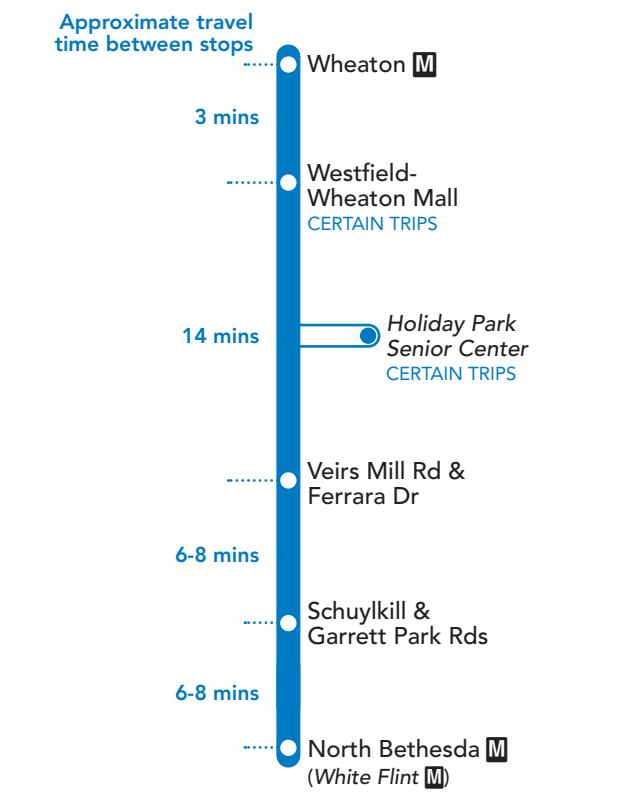 Approximate travel
time between stops
Wheaton M
3 mins
Westfield-
Wheaton Mall
CERTAIN TRIPS
14 mins
Holiday Park
Senior Center
CERTAIN TRIPS
Veirs Mill Rd &
Ferrara Dr
6-8 mins
Schuylkill &
Garrett Park Rds
6-8 mins
North Bethesda M
(White Flint M)